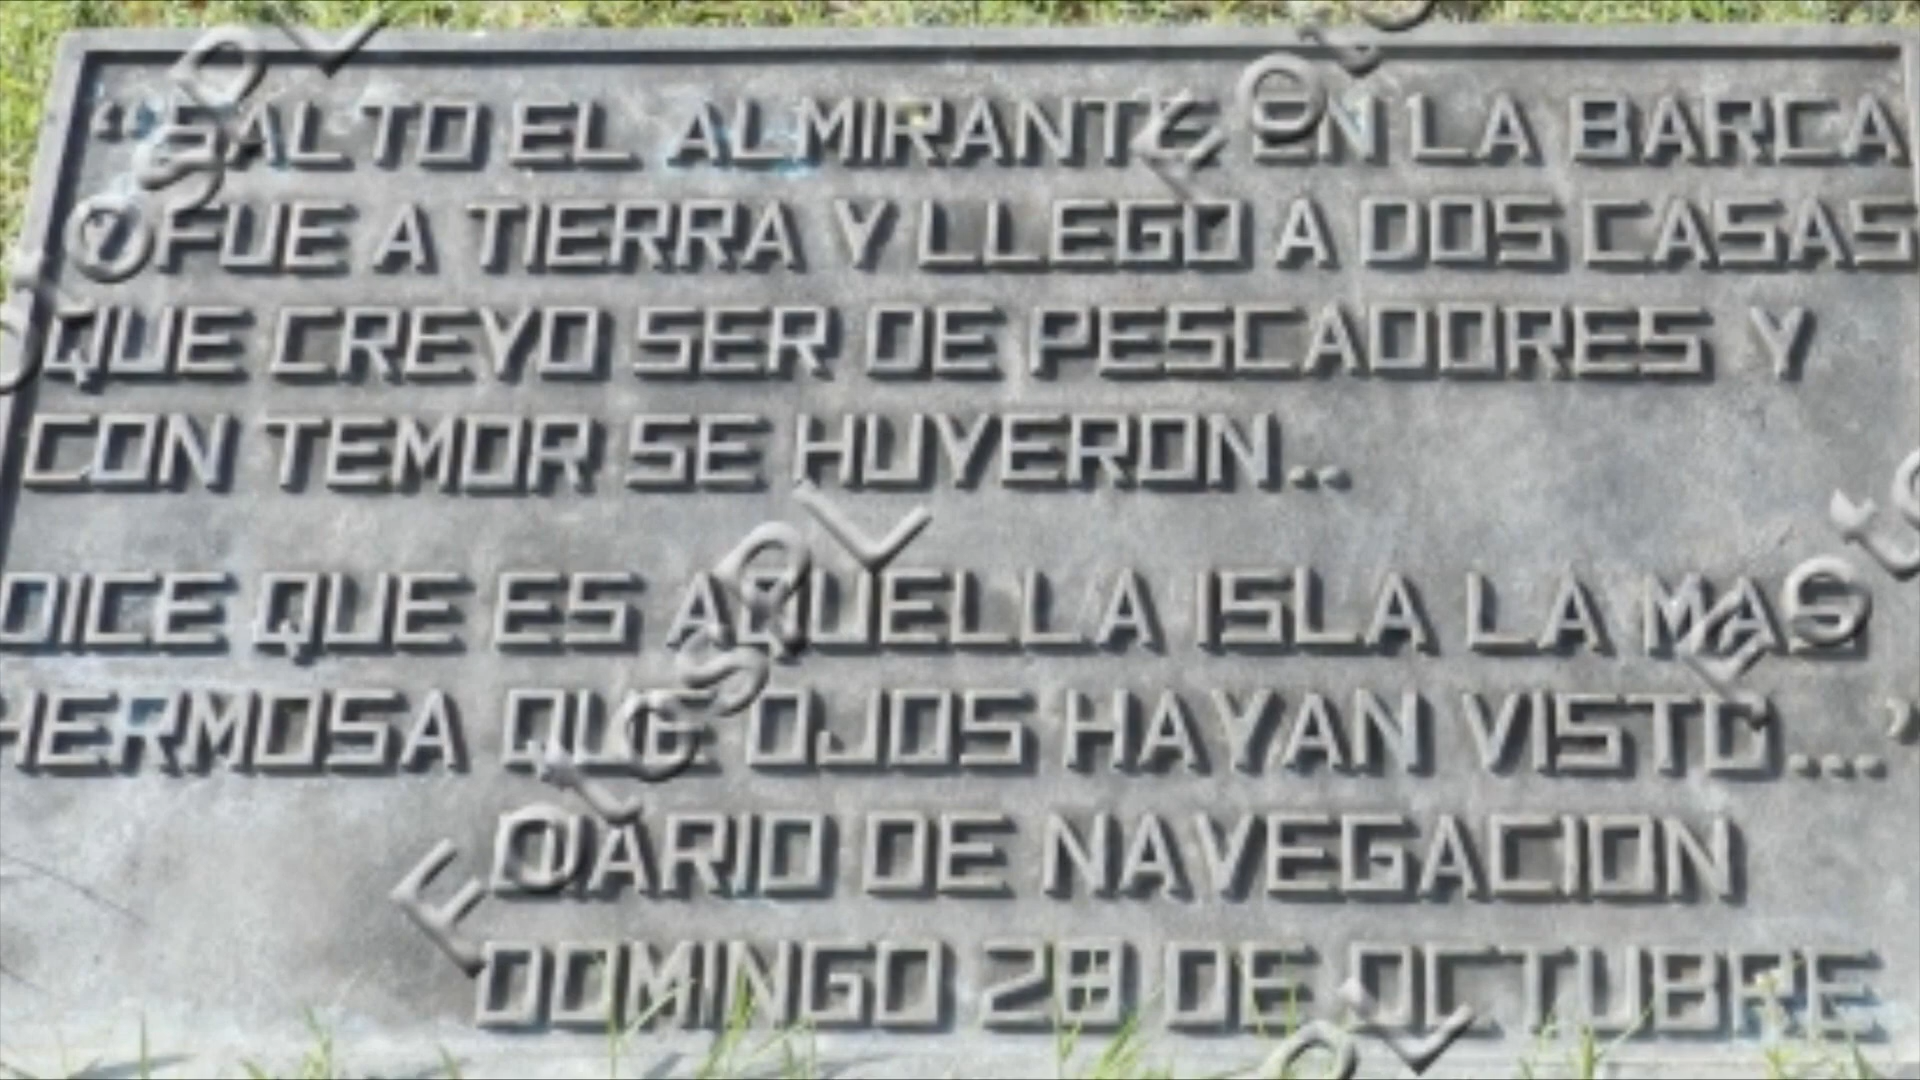 “SALTO EL ALMIRANTE EN LA BARCA
Y FUE A TIERRA Y LLEGO A DOS CASAS
QUE CREYO SER DE PESCADORES Y
CON TEMOR SE HUYERON..
DICE QUE ES AQUELLA ISLA LA MAS
HERMOSA QUE OJOS HAYAN VISTO...”
DIARIO DE NAVEGACION
DOMINGO 28 DE OCTUBRE